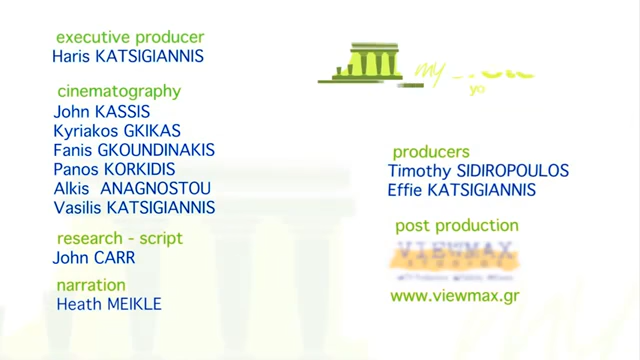 executive producer
Haris KATSIGIANNIS
cinematography
John KASSIS
Kyriakos GKIKAS
Fanis GKOUNDINAKIS
Panos KORKIDIS
Alkis ANAGNOSTOU
Vasilis KATSIGIANNIS
research - script
John CARR
narration
Heath MEIKLE
my
producers
Timothy SIDIROPOULOS
Effie KATSIGIANNIS
post production
VIEWMAX
www.viewmax.gr